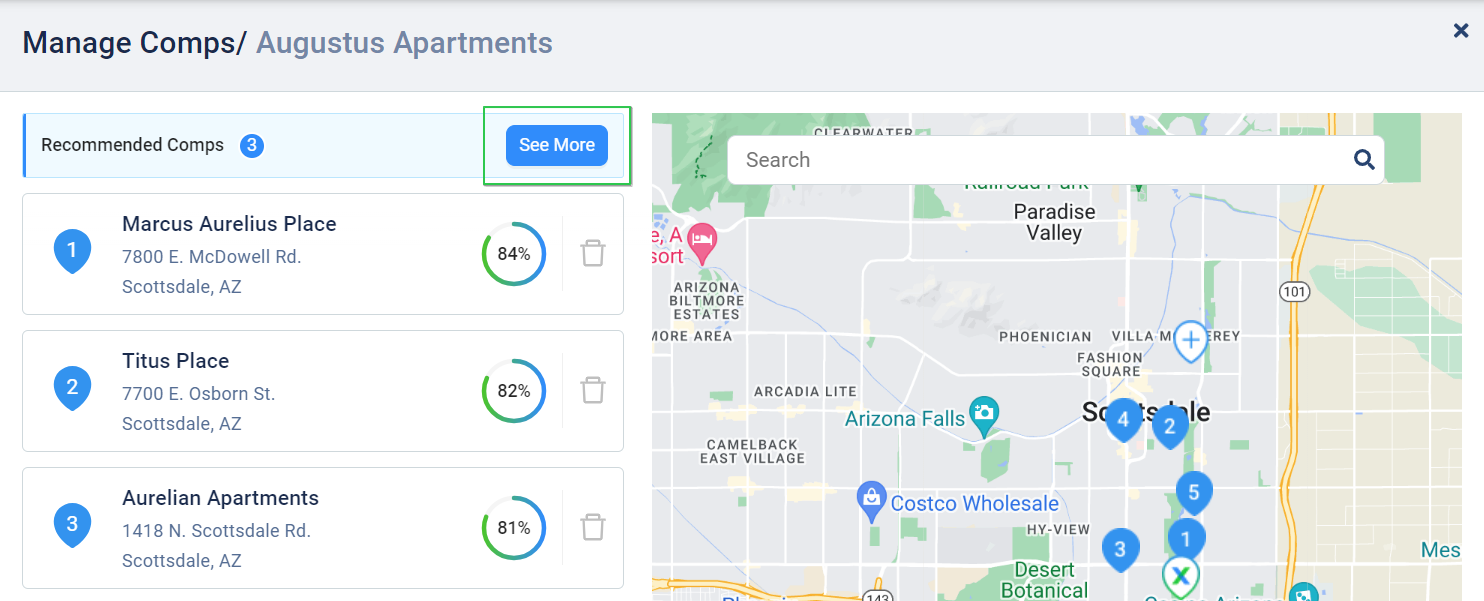 Manage Comps/ Augustus Apartments
Recommended Comps 3
See More
1
Marcus Aurelius Place
7800 E. McDowell Rd.
Scottsdale, AZ
84%
2
Titus Place
7700 E. Osborn St.
Scottsdale, AZ
82%
3
Aurelian Apartments
1418 N. Scottsdale Rd.
Scottsdale, AZ
81%
CLEARWATER
Search
Railroad Park
Paradise
Valley
e, A
sort
ARIZONA
BILTMORE
ESTATES
MORE AREA
101
PHOENICIAN
VILLA M EREY
FASHION
SQUARE
ARCADIA LITE
Arizona Falls
Scottsdale
4
2
CAMELBACK
EAST VILLAGE
5
Costco Wholesale
HY-VIEW
3
1
X
Mes
Desert
Botanical
143